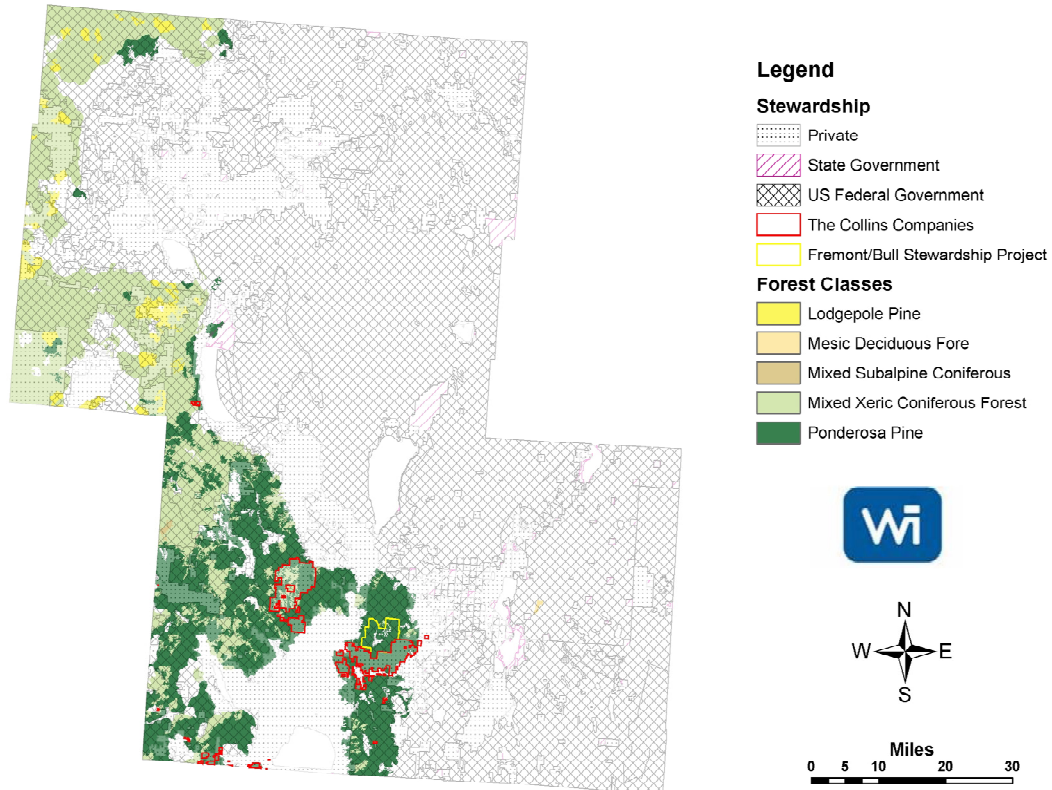 Legend
Stewardship
Private
State Government
US Federal Government
The Collins Companies
Fremont/Bull Stewardship Project
Forest Classes
Lodgepole Pine
Mesic Deciduous Fore
Mixed Subalpine Coniferous
Mixed Xeric Coniferous Forest
Ponderosa Pine
Wi
N
W E
S
Miles
0 5 10 20 30